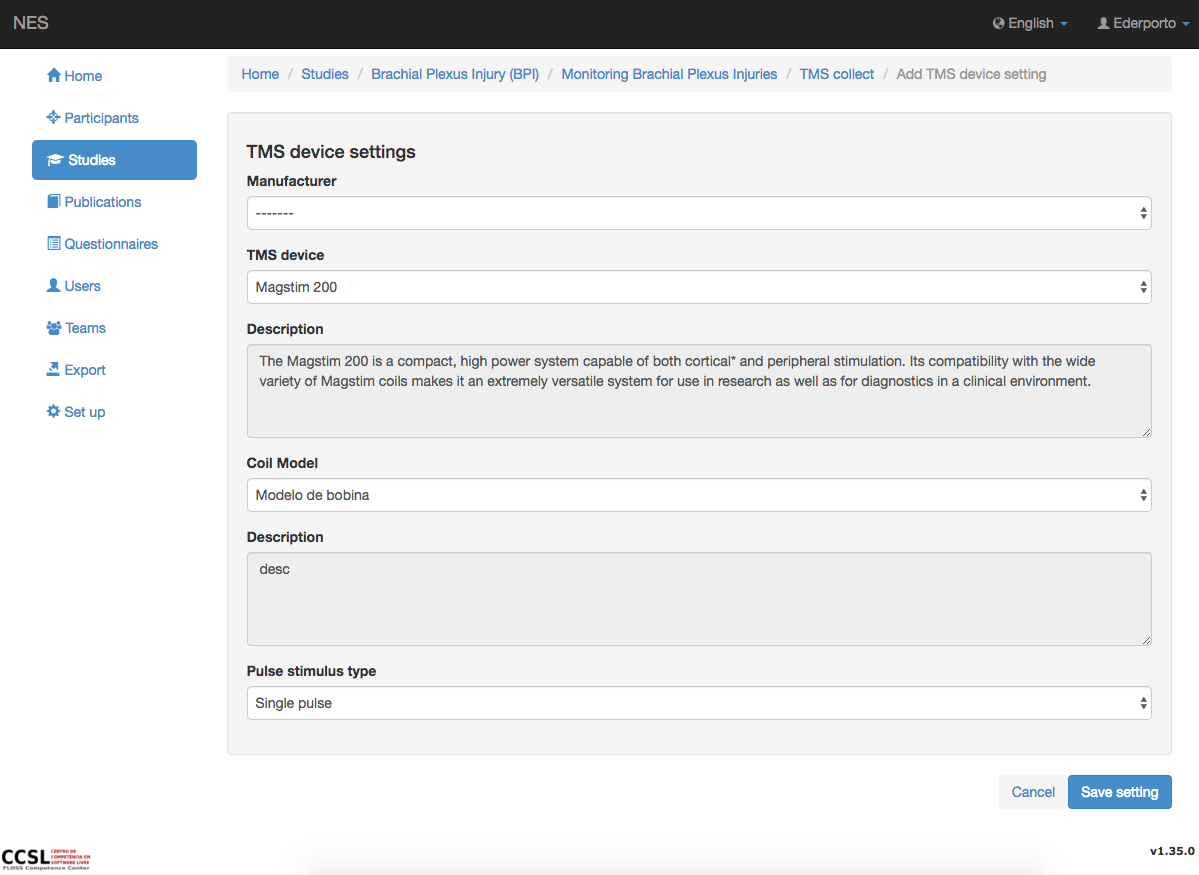 NES
English
Ederporto
Home
Participants
Studies
Publications
Questionnaires
Users
Teams
Export
Set up
Home / Studies / Brachial Plexus Injury (BPI) / Monitoring Brachial Plexus Injuries / TMS collect / Add TMS device setting
TMS device settings
Manufacturer
-------
TMS device
Magstim 200
Description
The Magstim 200 is a compact, high power system capable of both cortical* and peripheral stimulation. Its compatibility with the wide
variety of Magstim coils makes it an extremely versatile system for use in research as well as for diagnostics in a clinical environment.
Coil Model
Modelo de bobina
Description
desc
Pulse stimulus type
Single pulse
Cancel
Save setting
CCSL
CENTRO DE
COMPETÊNCIA EM
SOFTWARE LIVRE
FLOSS Competence Center
v1.35.0